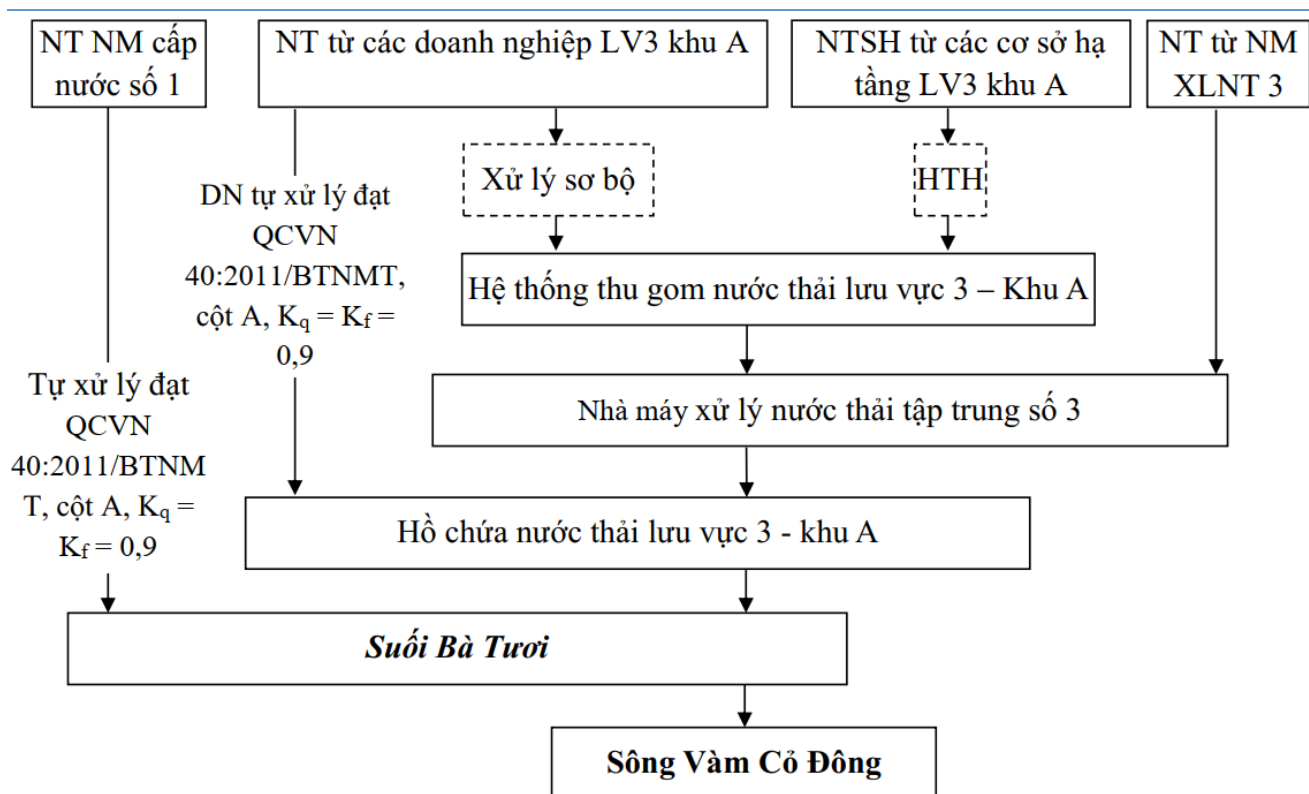 NT NM cấp
nước số 1
NT từ các doanh nghiệp LV3 khu A
NTSH từ các cơ sở hạ
tầng LV3 khu A
NT từ NM
XLNT 3
Xử lý sơ bộ
HTH
DN tự xử lý đạt
QCVN
40:2011/BTNMT,
cột A, Kq = Kf =
0,9
Hệ thống thu gom nước thải lưu vực 3 – Khu A
Tự xử lý đạt
QCVN
40:2011/BTNM
T, cột A, Kq =
Kf = 0,9
Nhà máy xử lý nước thải tập trung số 3
Hồ chứa nước thải lưu vực 3 - khu A
Suối Bà Tươi
Sông Vàm Cỏ Đông